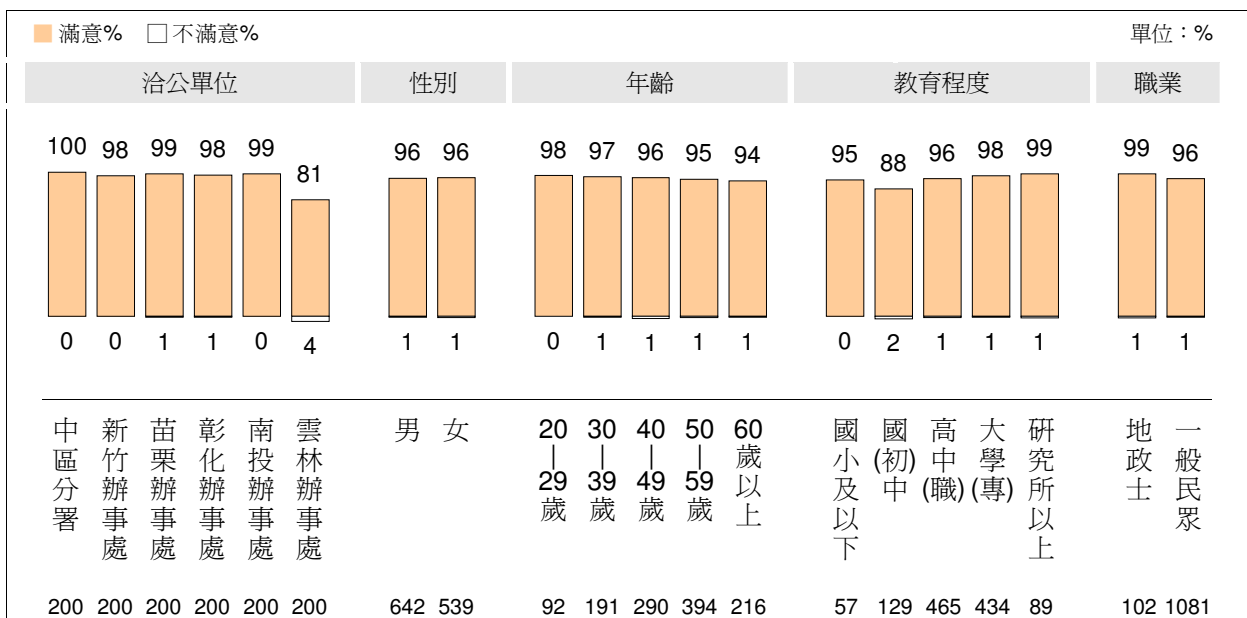 滿意% 不滿意% 單位：%
洽公單位 性別 年齡 教育程度 職業
100 98 99 98 99 81 96 96 98 97 96 95 94 95 88 96 98 99 99 96
0 0 1 1 0 4 1 1 0 1 1 1 1 0 2 1 1 1 1 1
中區分署
新竹辦事處
苗栗辦事處
彰化辦事處
南投辦事處
雲林辦事處
男
女
20|29歲
30|39歲
40|49歲
50|59歲
60歲以上
國小及以下
國(初)中
高中(職)
大學(專)
研究所以上
地政士
一般民眾
200 200 200 200 200 200 642 539 92 191 290 394 216 57 129 465 434 89 102 1081